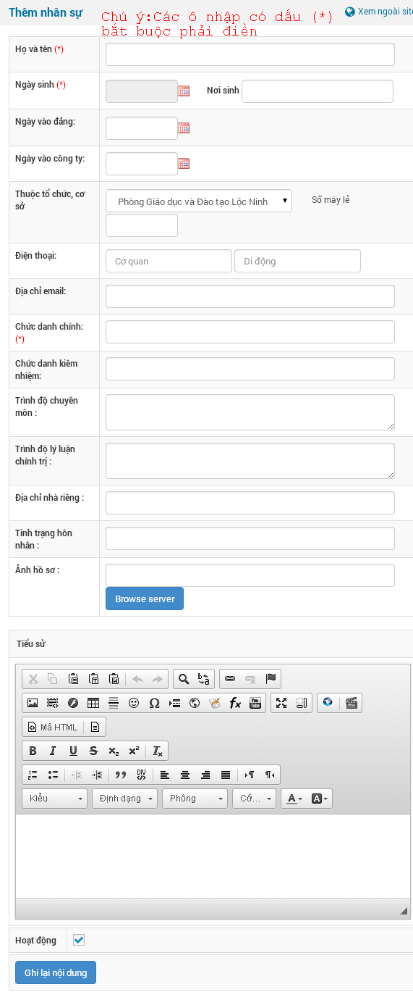 Thêm nhân sự
Chú ý:Các ô nhập có dấu (*)
bắt buộc phải điền
Xem ngoài site
Họ và tên (*)
Ngày sinh (*)
Nơi sinh
Ngày vào đảng:
Ngày vào công ty:
Thuộc tổ chức, cơ
sở
Phòng Giáo dục và Đào tạo Lộc Ninh
Số máy lẻ
Điện thoại:
Cơ quan
Di động
Địa chỉ email:
Chức danh chính:
(*)
Chức danh kiêm
nhiệm:
Trình độ chuyên
môn :
Trình độ lý luận
chính trị :
Địa chỉ nhà riêng :
Tình trạng hôn
nhân :
Ảnh hồ sơ :
Browse server
Tiểu sử
Mã HTML
B I U S x₂ x² Tx
Kiểu
Định dạng
Phông
Cỡ...
A
A
Hoạt động
Ghi lại nội dung